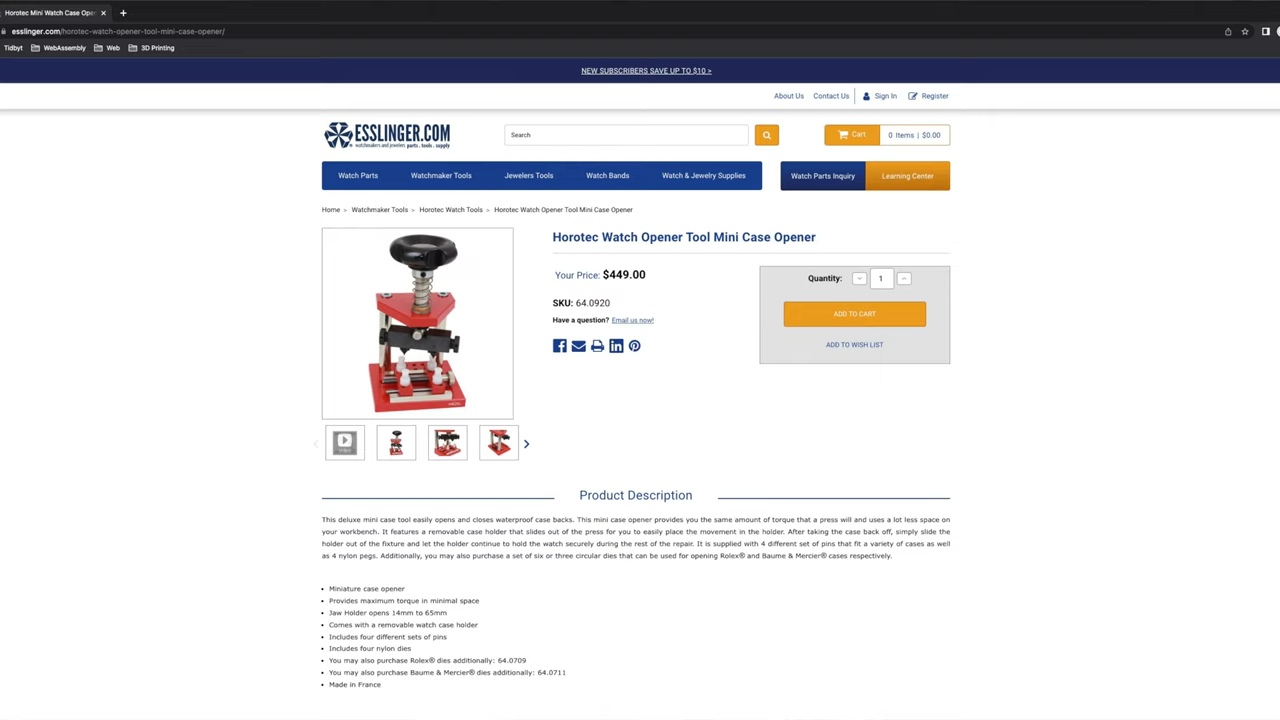 Horotec Mini Watch Case Open
esslinger.com/horotec-watch-opener-tool-mini-case-opener/
Tidbyt WebAssembly Web 3D Printing
NEW SUBSCRIBERS SAVE UP TO $10 >
About Us Contact Us Sign In Register
ESSLINGER.COM
watchmakers and jewelers parts . tools . supply
Search
Cart 0 Items | $0.00
Watch Parts Watchmaker Tools Jewelers Tools Watch Bands Watch & Jewelry Supplies Watch Parts Inquiry Learning Center
Home > Watchmaker Tools > Horotec Watch Tools > Horotec Watch Opener Tool Mini Case Opener
Horotec Watch Opener Tool Mini Case Opener
Your Price: $449.00
Quantity: 1
SKU: 64.0920
ADD TO CART
Have a question? Email us now!
ADD TO WISH LIST
Video
Product Description
This deluxe mini case tool easily opens and closes waterproof case backs. This mini case opener provides you the same amount of torque that a press will and uses a lot less space on
your workbench. It features a removable case holder that slides out of the press for you to easily place the movement in the holder. After taking the case back off, simply slide the
holder out of the fixture and let the holder continue to hold the watch securely during the rest of the repair. It is supplied with 4 different set of pins that fit a variety of cases as well
as 4 nylon pegs. Additionally, you may also purchase a set of six or three circular dies that can be used for opening Rolex® and Baume & Mercier® cases respectively.
• Miniature case opener
• Provides maximum torque in minimal space
• Jaw Holder opens 14mm to 65mm
• Comes with a removable watch case holder
• Includes four different sets of pins
• Includes four nylon dies
• You may also purchase Rolex® dies additionally: 64.0709
• You may also purchase Baume & Mercier® dies additionally: 64.0711
• Made in France